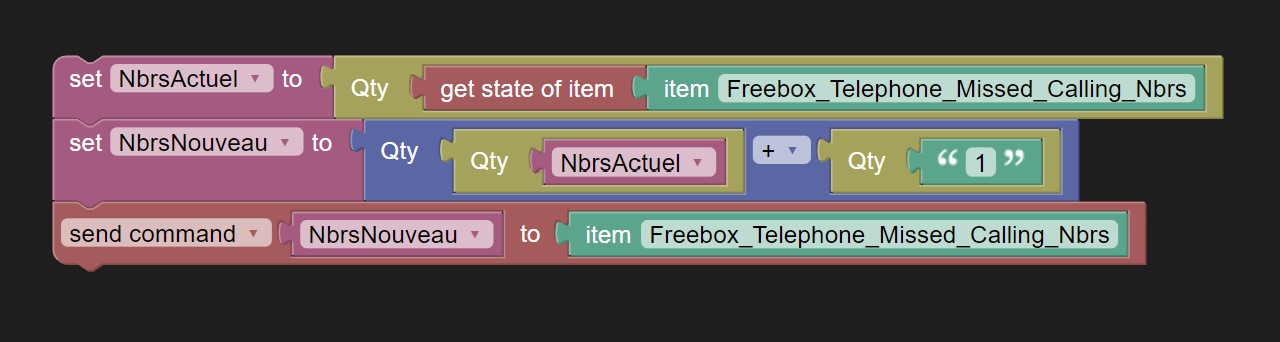 set NbrsActuel to Qty get state of item item Freebox_Telephone_Missed_Calling_Nbrs
set NbrsNouveau to Qty Qty NbrsActuel + Qty “ 1 ”
send command NbrsNouveau to item Freebox_Telephone_Missed_Calling_Nbrs